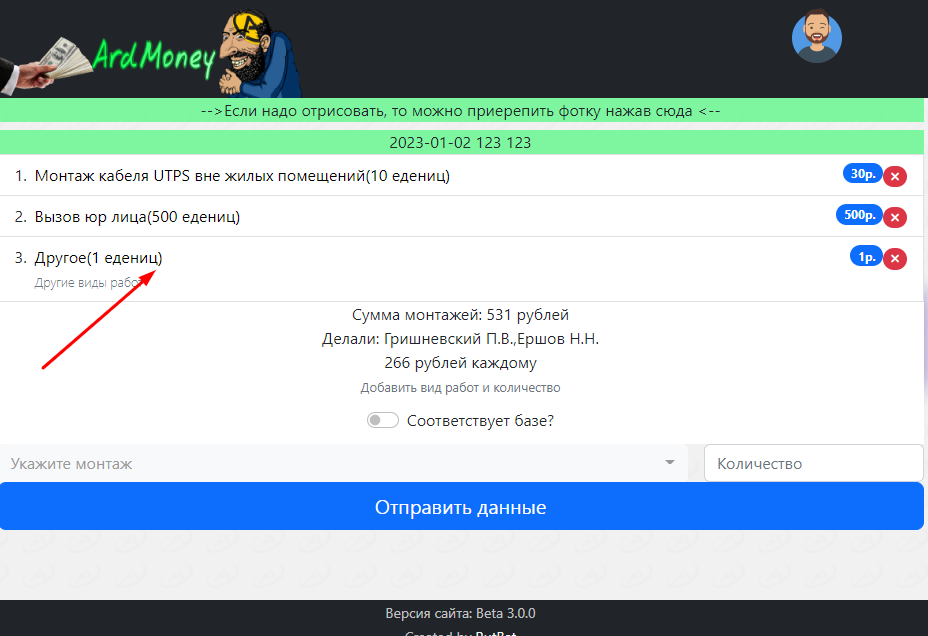 ArdMoney
-->Если надо отрисовать, то можно приерепить фотку нажав сюда <--
2023-01-02 123 123
1. Монтаж кабеля UTPS вне жилых помещений(10 едениц) 30р. ×
2. Вызов юр лица(500 едениц) 500р. ×
3. Другое(1 едениц) 1р. ×
Другие виды работ
Сумма монтажей: 531 рублей
Делали: Гришневский П.В.,Ершов Н.Н.
266 рублей каждому
Добавить вид работ и количество
Соответствует базе?
Укажите монтаж
Количество
Отправить данные
Версия сайта: Beta 3.0.0
Created by RutBat